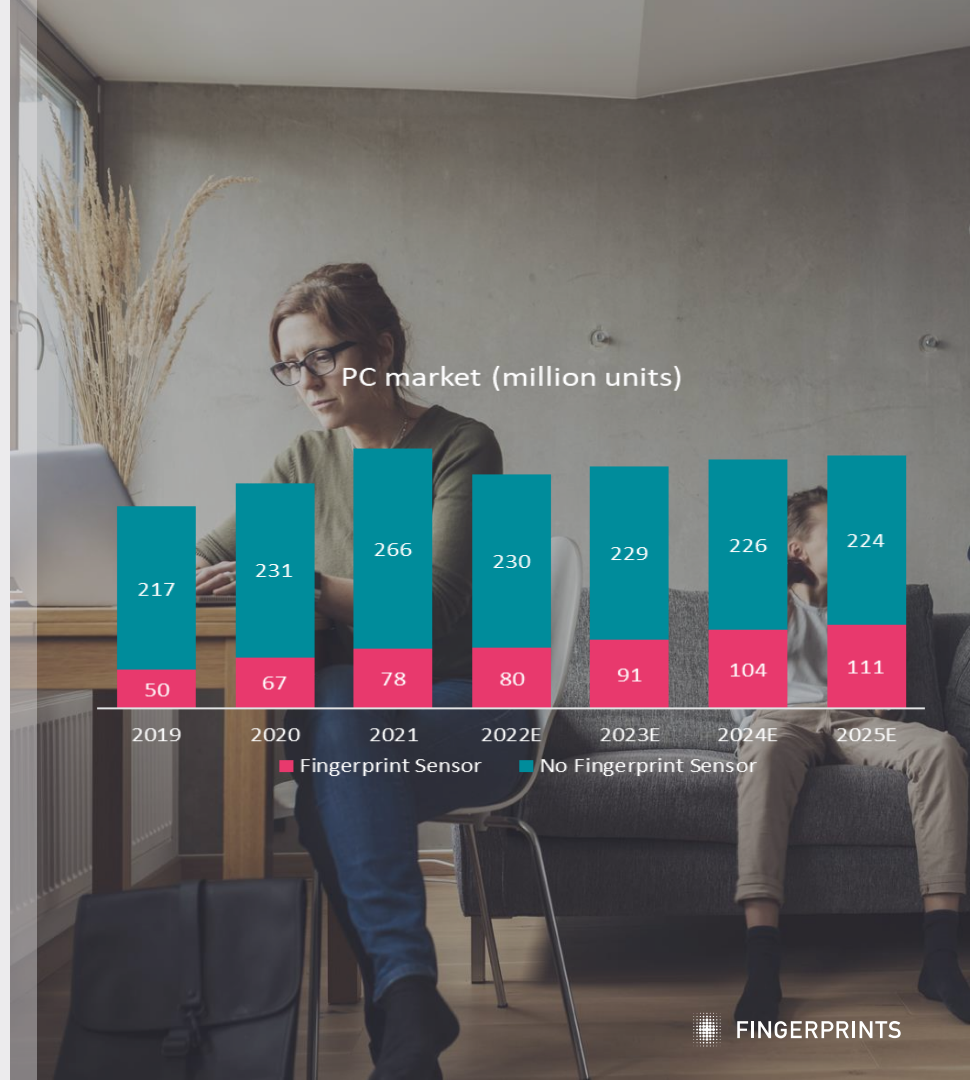 PC market (million units)
217 231 266 230 229 226 224
50 67 78 80 91 104 111
2019 2020 2021 2022E 2023E 2024E 2025E
Fingerprint Sensor No Fingerprint Sensor
FINGERPRINTS